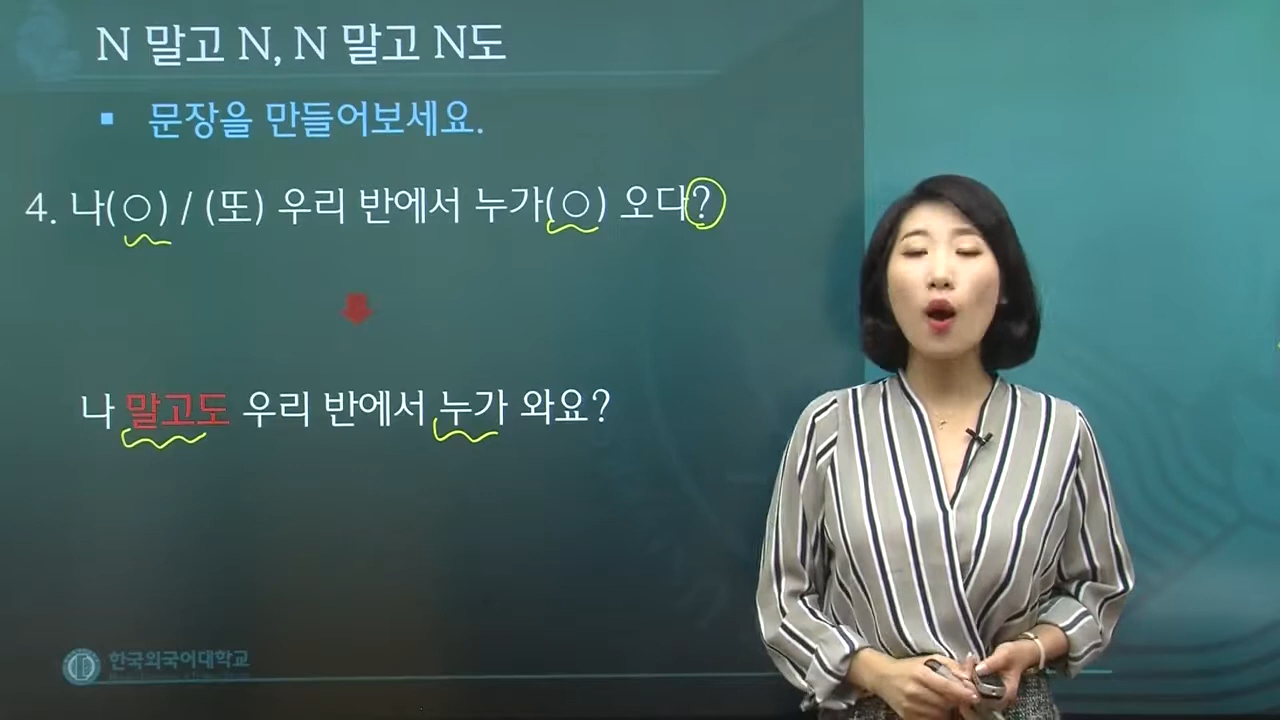 N 말고 N, N 말고 N도
▪ 문장을 만들어보세요.
4. 나(○) / (또) 우리 반에서 누가(○) 오다?
나 말고도 우리 반에서 누가 와요?
한국외국어대학교